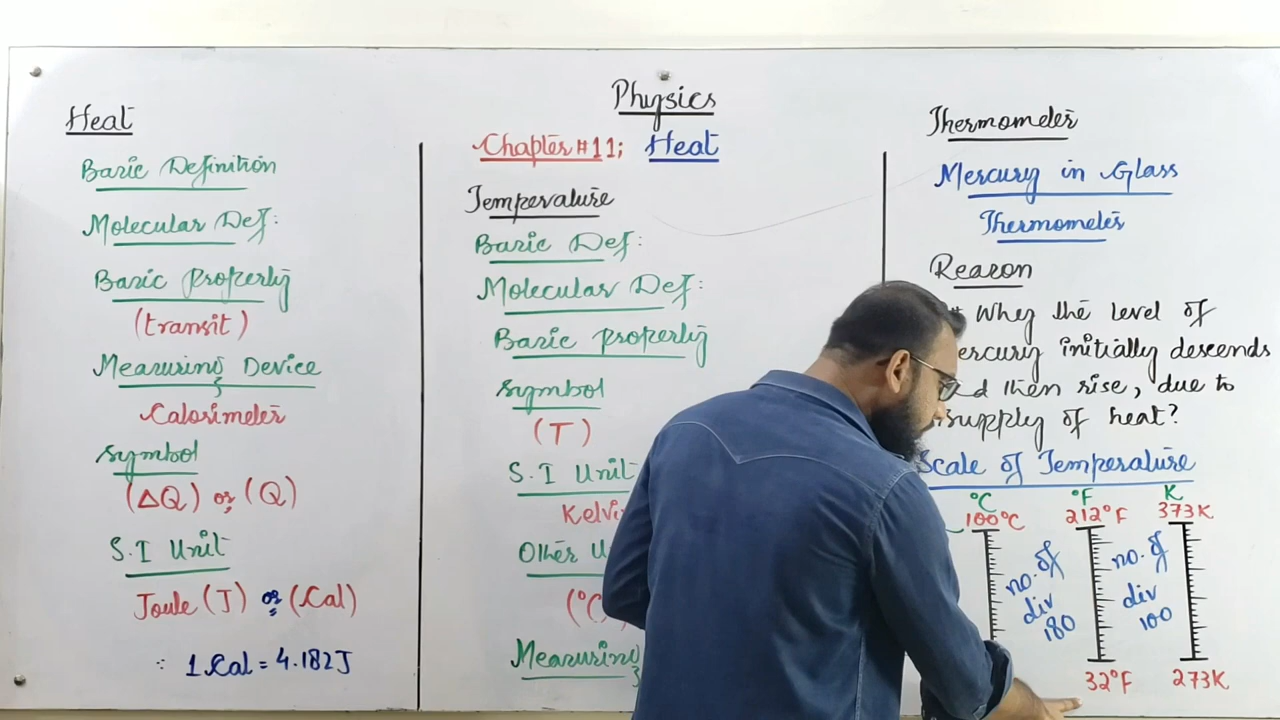 Physics
Chapter #11; Heat
Heat
Basic Definition
Molecular Def:
Basic Property
(transit)
Measuring Device
Calorimeter
Symbol
(ΔQ) or (Q)
S.I Unit
Joule (J) or (Cal)
∵ 1 Cal = 4.182J
Temperature
Basic Def:
Molecular Def:
Basic Property
Symbol
(T)
S.I Unit
Other
(°C
Measuring
Thermometer
Mercury in Glass
Thermometer
Reason
Why the level of
initially descends
then rise, due to
supply of heat?
Scale of Temperature
°C °F K
100°C 212°F 373K
no. of div 180
no. of div 100
32°F 273K